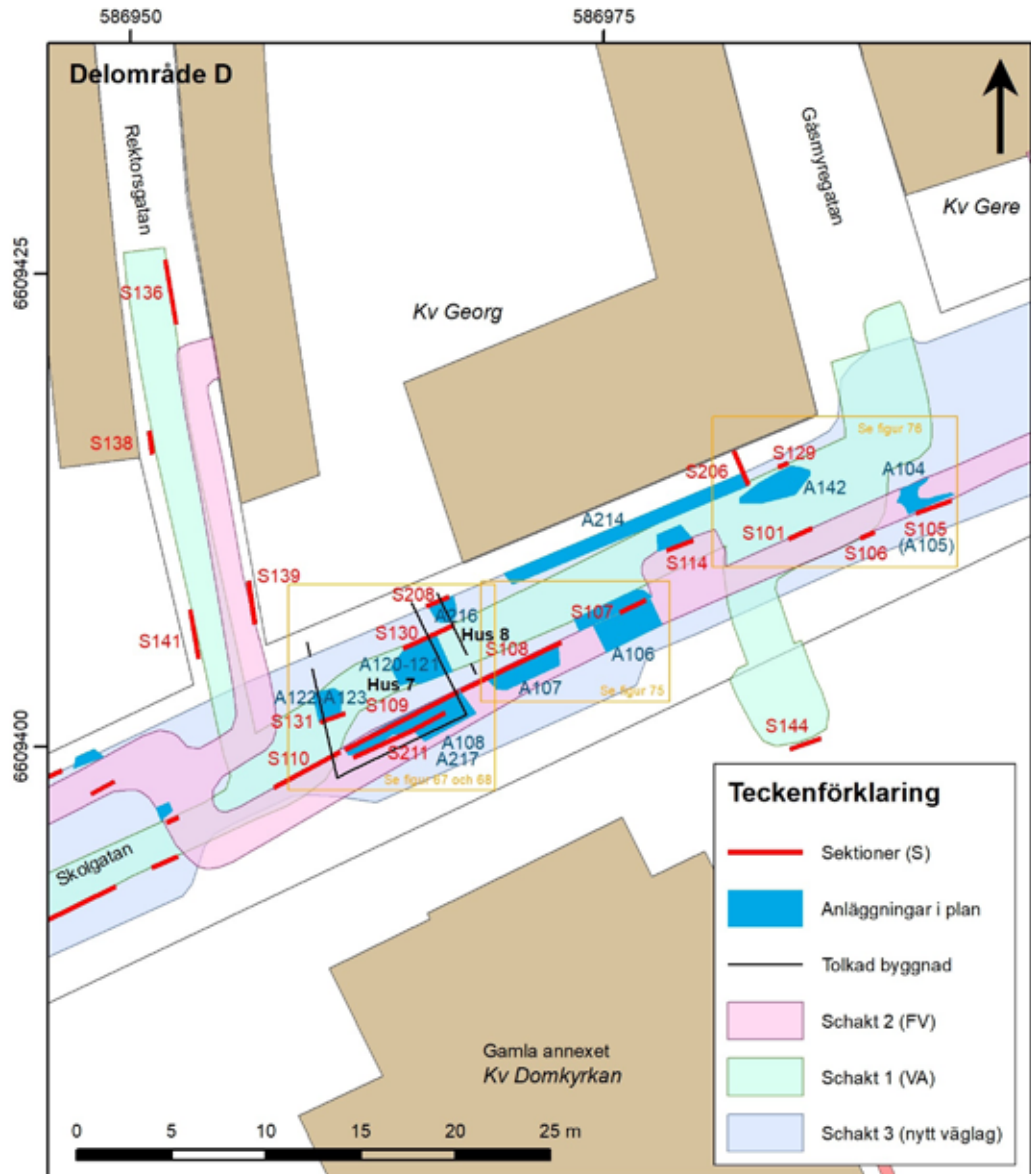 586950
586975
Delområde D
Rektorsgatan
Gåsmyregatan
Kv Gere
6609425
S136
Kv Georg
S138
S206
S129
Se figur 76
A142
A104
A214
S101
S105
S106
(A105)
S114
S139
S208
A216
S107
S141
S130
Hus 8
S108
A106
A120-121
Hus 7
A122
A123
S109
A107
Se figur 75
S131
6609400
S110
A108
S211
A217
S144
Se figur 67 och 68
Skolgatan
Gamla annexet
Kv Domkyrkan
Teckenförklaring
Sektioner (S)
Anläggningar i plan
Tolkad byggnad
Schakt 2 (FV)
Schakt 1 (VA)
Schakt 3 (nytt väglag)
0 5 10 15 20 25 m